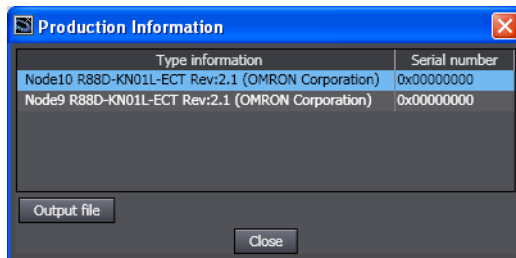 Production Information
Type information Serial number
Node10 R88D-KN01L-ECT Rev:2.1 (OMRON Corporation) 0x00000000
Node9 R88D-KN01L-ECT Rev:2.1 (OMRON Corporation) 0x00000000
Output file
Close